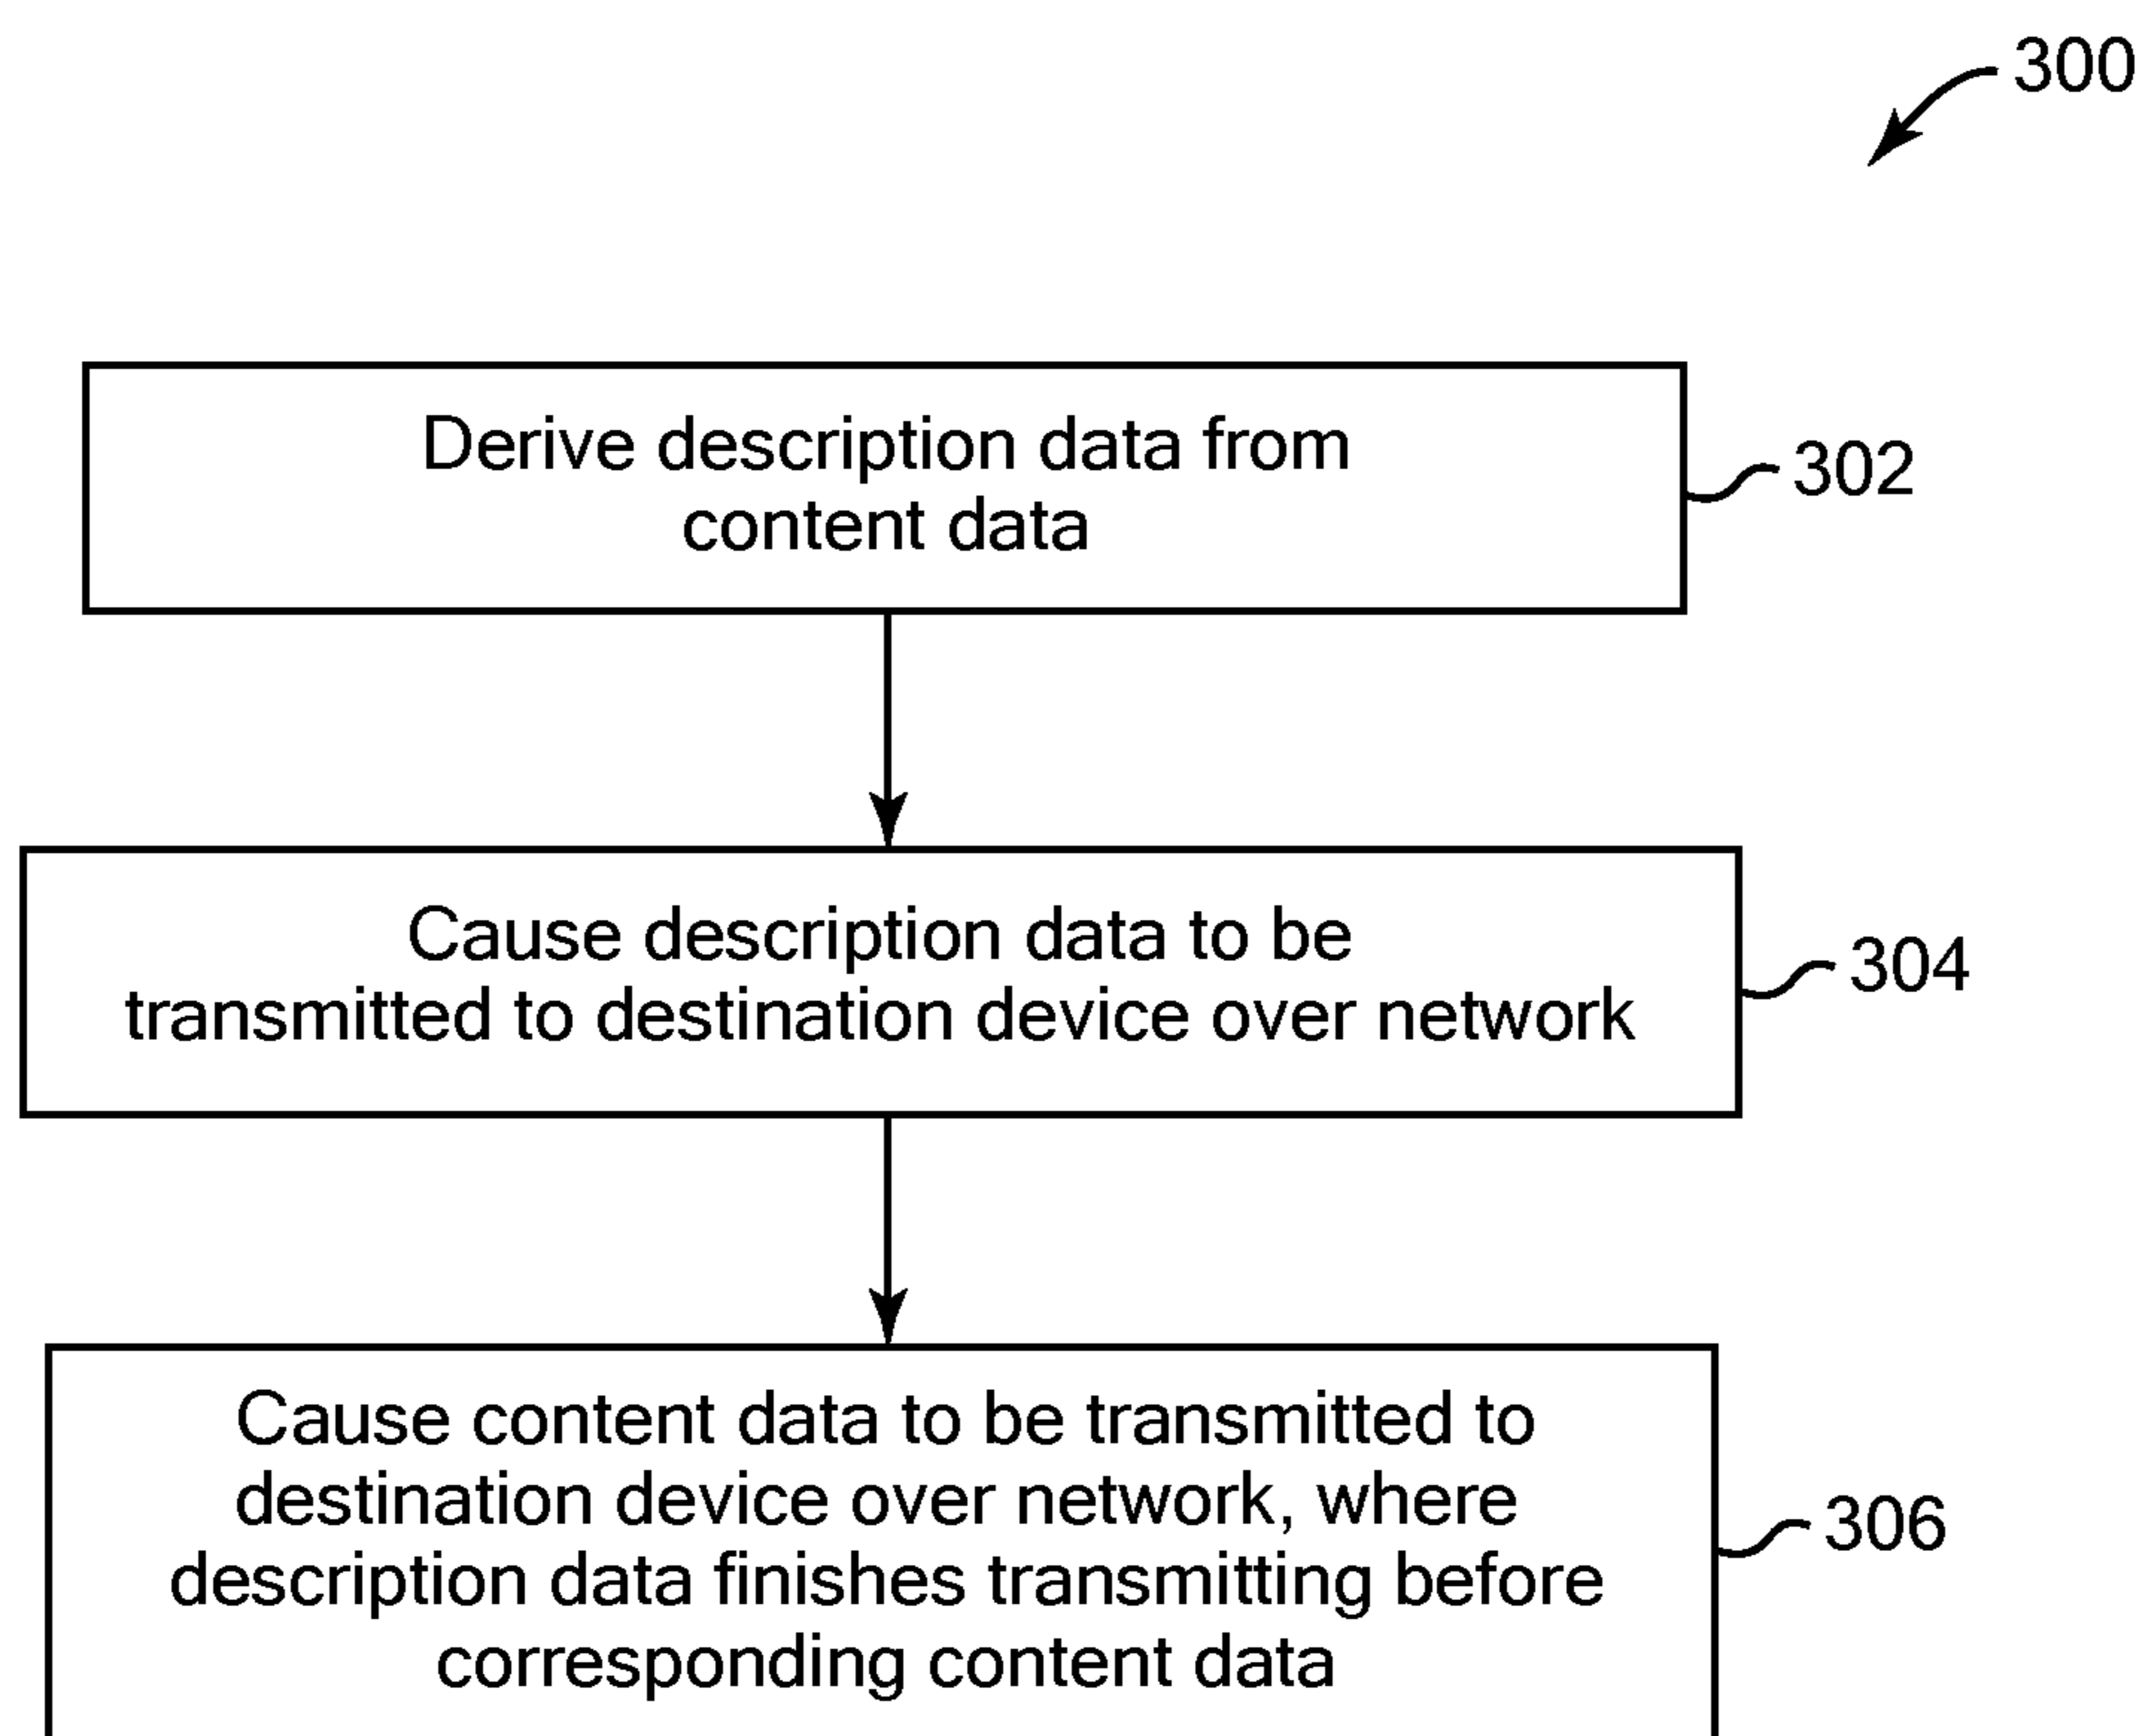 300
Derive description data from
content data
302
Cause description data to be
transmitted to destination device over network
304
Cause content data to be transmitted to
destination device over network, where
description data finishes transmitting before
corresponding content data
306